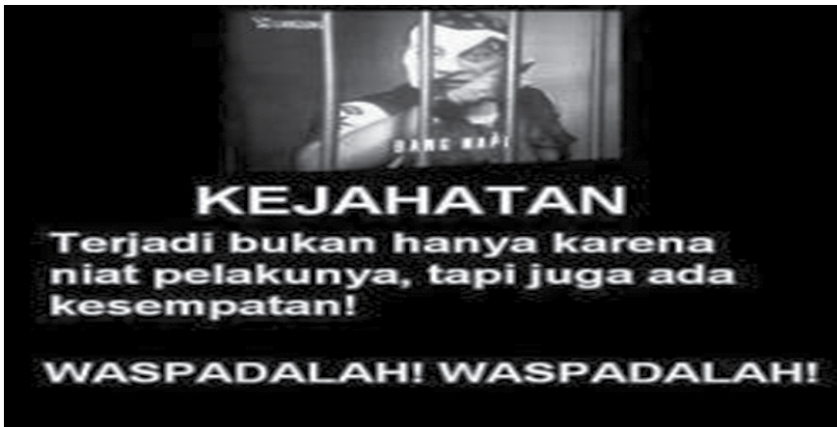 BANG NAPI
KEJAHATAN
Terjadi bukan hanya karena
niat pelakunya, tapi juga ada
kesempatan!
WASPADALAH! WASPADALAH!